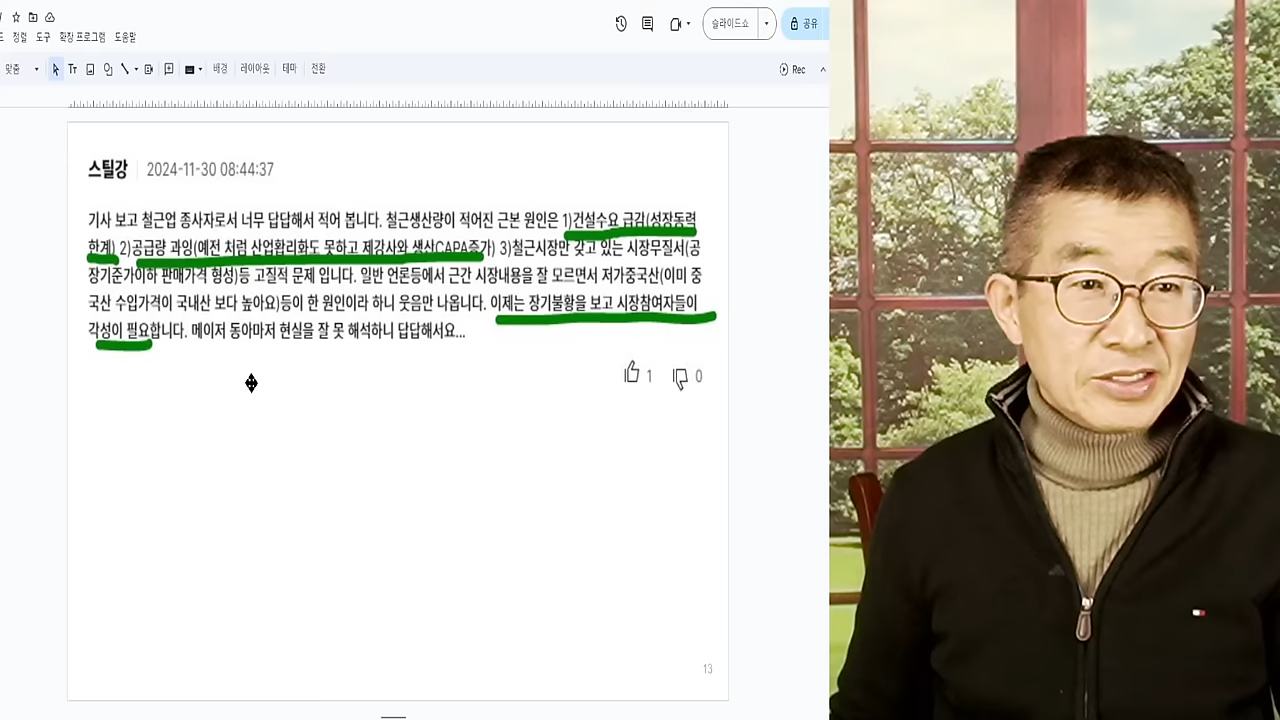 정렬 도구 확장 프로그램 도움말
슬라이드쇼
공유
맞춤
배경 레이아웃 테마 전환
Rec
스틸강 2024-11-30 08:44:37
기사 보고 철근업 종사자로서 너무 답답해서 적어 봅니다. 철근생산량이 적어진 근본 원인은 1)건설수요 급감(성장동력
한계) 2)공급량 과잉(예전 처럼 산업합리화도 못하고 제강사와 생산CAPA증가) 3)철근시장만 갖고 있는 시장무질서(공
장기준가이하 판매가격 형성)등 고질적 문제 입니다. 일반 언론등에서 근간 시장내용을 잘 모르면서 저가중국산(이미 중
국산 수입가격이 국내산 보다 높아요)등이 한 원인이라 하니 웃음만 나옵니다. 이제는 장기불황을 보고 시장참여자들이
각성이 필요합니다. 메이저 동아마저 현실을 잘 못 해석하니 답답해서요...
1 0
13